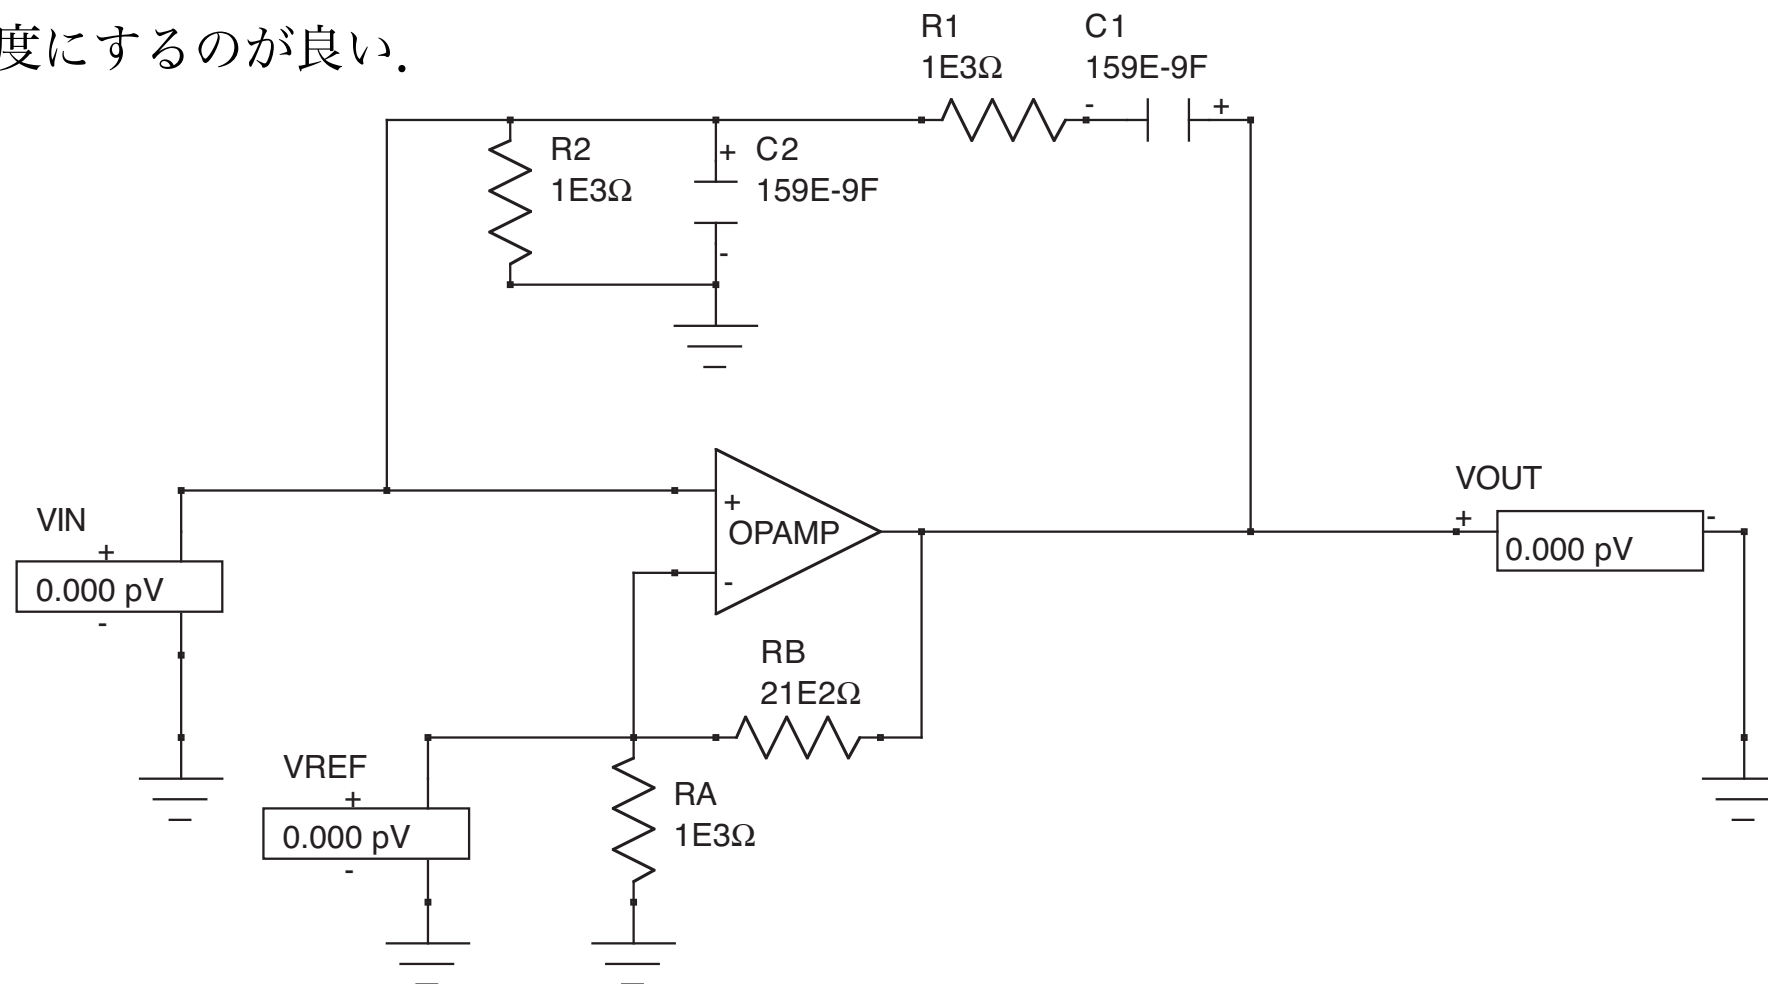 度にするのが良い.
R1
1E3Ω
C1
159E-9F
- +
R2
1E3Ω
+
C2
159E-9F
-
VIN
+
0.000 pV
-
+
OPAMP
-
VOUT
+ -
0.000 pV
RB
21E2Ω
VREF
+
0.000 pV
-
RA
1E3Ω